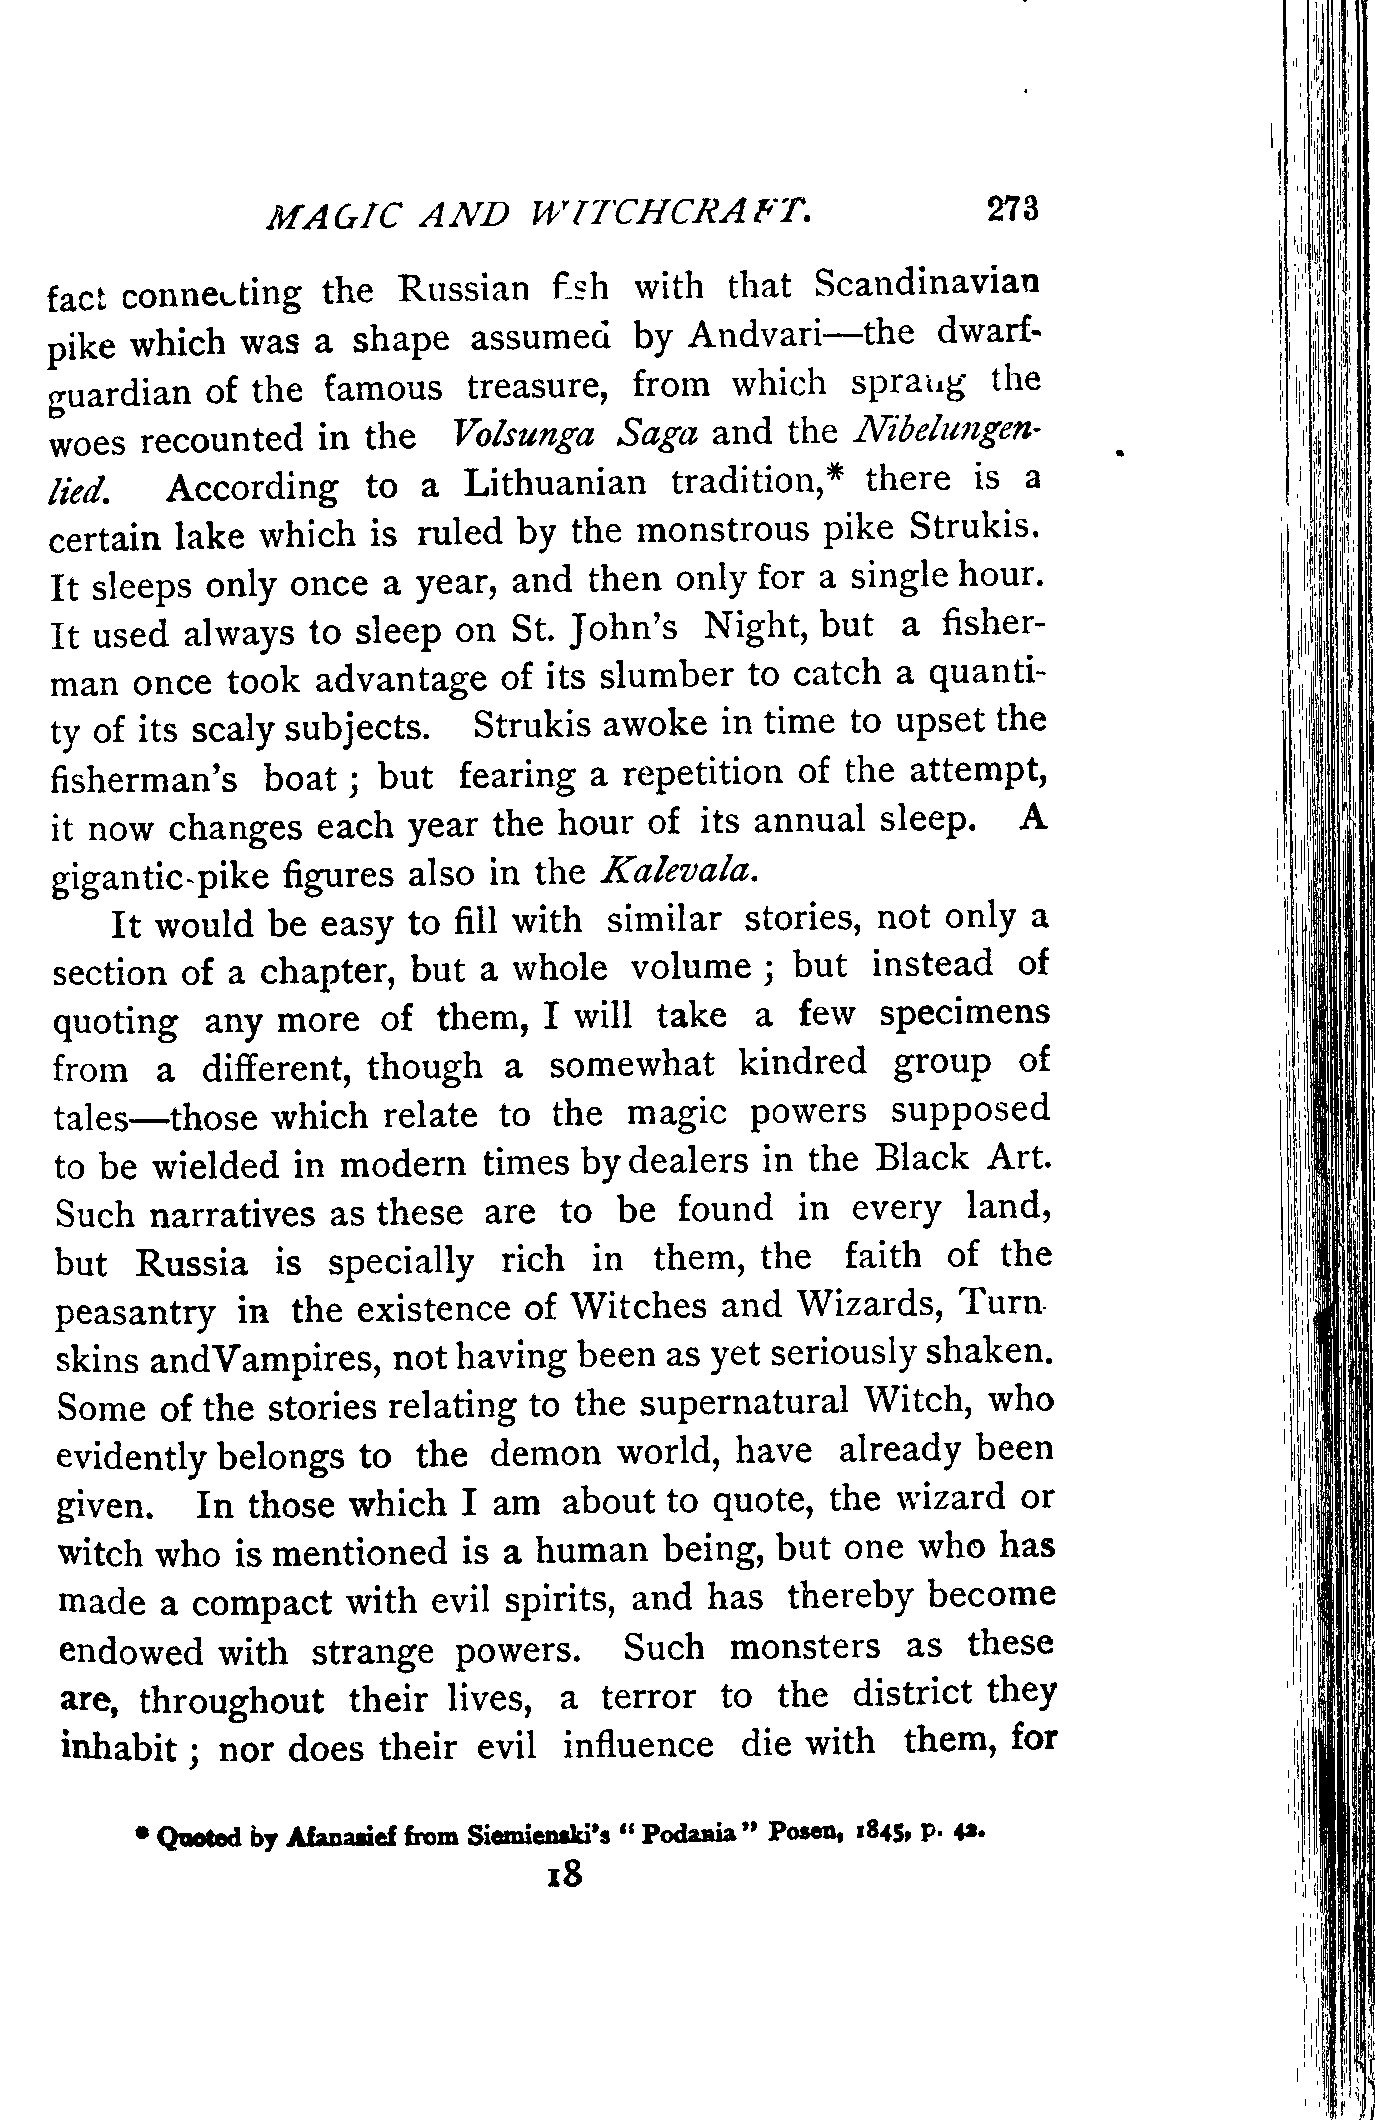 MAGIC AND WITCHCRAFT. 273
fact connecting the Russian fish with that Scandinavian
pike which was a shape assumed by Andvari—the dwarf-
guardian of the famous treasure, from which sprang the
woes recounted in the Volsunga Saga and the Nibelungen-
lied. According to a Lithuanian tradition,* there is a
certain lake which is ruled by the monstrous pike Strukis.
It sleeps only once a year, and then only for a single hour.
It used always to sleep on St. John's Night, but a fisher-
man once took advantage of its slumber to catch a quanti-
ty of its scaly subjects. Strukis awoke in time to upset the
fisherman's boat ; but fearing a repetition of the attempt,
it now changes each year the hour of its annual sleep. A
gigantic-pike figures also in the Kalevala.
It would be easy to fill with similar stories, not only a
section of a chapter, but a whole volume ; but instead of
quoting any more of them, I will take a few specimens
from a different, though a somewhat kindred group of
tales—those which relate to the magic powers supposed
to be wielded in modern times by dealers in the Black Art.
Such narratives as these are to be found in every land,
but Russia is specially rich in them, the faith of the
peasantry in the existence of Witches and Wizards, Turn-
skins andVampires, not having been as yet seriously shaken.
Some of the stories relating to the supernatural Witch, who
evidently belongs to the demon world, have already been
given. In those which I am about to quote, the wizard or
witch who is mentioned is a human being, but one who has
made a compact with evil spirits, and has thereby become
endowed with strange powers. Such monsters as these
are, throughout their lives, a terror to the district they
inhabit ; nor does their evil influence die with them, for
* Quoted by Afanasief from Siemienski's “ Podania ” Posen, 1845, p. 42.
18